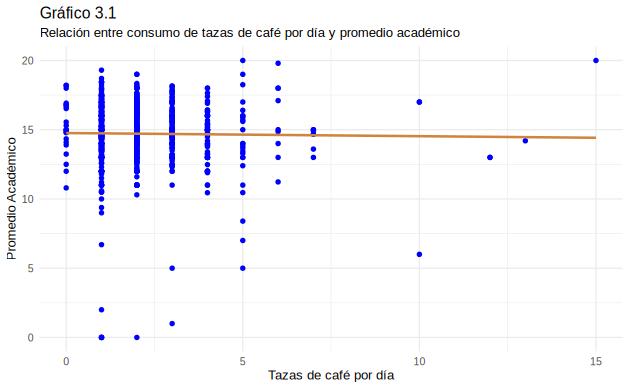 Gráfico 3.1
Relación entre consumo de tazas de café por día y promedio académico
Promedio Académico
20
15
10
5
0
0
5
10
15
Tazas de café por día